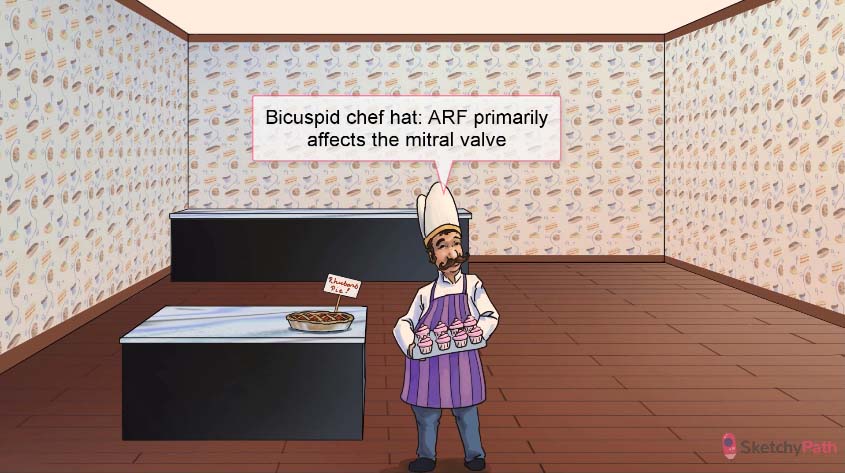 Bicuspid chef hat: ARF primarily
affects the mitral valve
Rhubarb
Pie!
SketchyPath